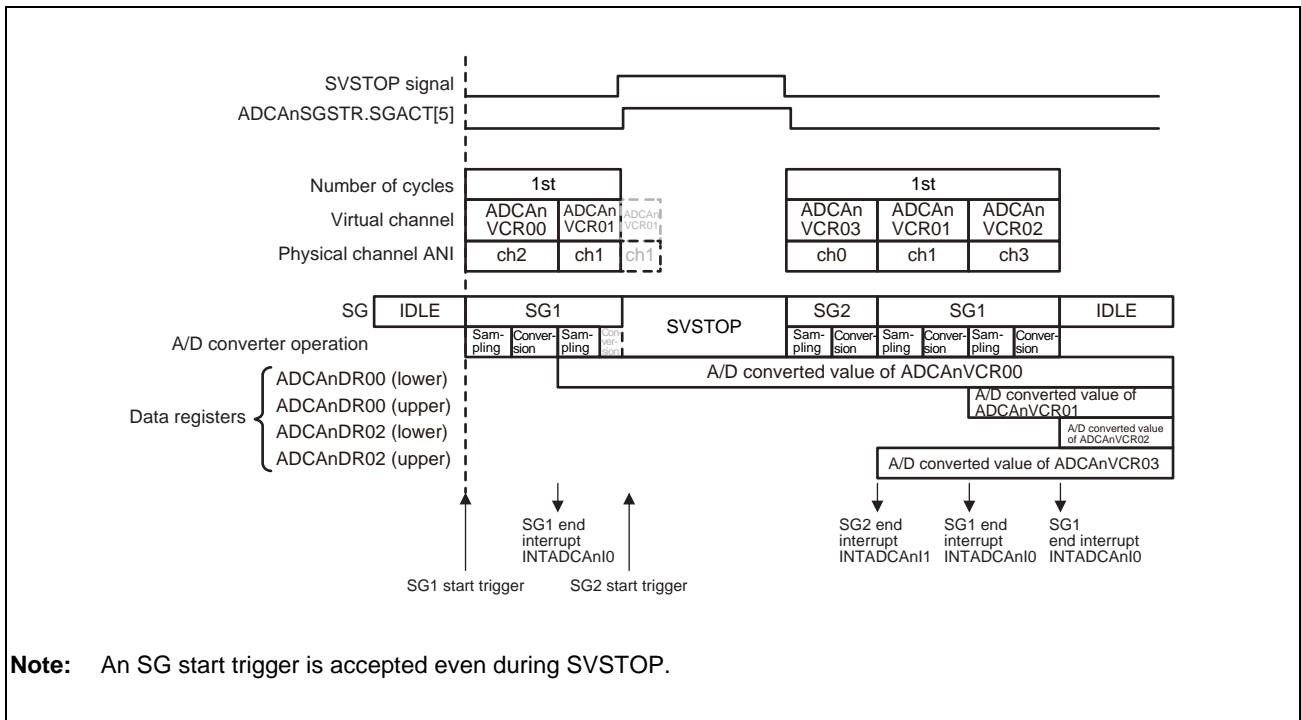 SVSTOP signal
ADCAnSGSTR.SGACT[5]
Number of cycles
1st
1st
Virtual channel
ADCAn
VCR00
ADCAn
VCR01
ADCAn
VCR01
ADCAn
VCR03
ADCAn
VCR01
ADCAn
VCR02
Physical channel ANI
ch2
ch1
ch1
ch0
ch1
ch3
SG
IDLE
SG1
SVSTOP
SG2
SG1
IDLE
A/D converter operation
Sam-
pling
Conver-
sion
Sam-
pling
Con-
ver-
sion
Sam-
pling
Conver-
sion
Sam-
pling
Conver-
sion
Sam-
pling
Conver-
sion
Data registers
ADCAnDR00 (lower)
ADCAnDR00 (upper)
ADCAnDR02 (lower)
ADCAnDR02 (upper)
A/D converted value of ADCAnVCR00
A/D converted value of
ADCAnVCR01
A/D converted value
of ADCAnVCR02
A/D converted value of ADCAnVCR03
SG1 end
interrupt
INTADCAnI0
SG2 end
interrupt
INTADCAnI1
SG1 end
interrupt
INTADCAnI0
SG1
end interrupt
INTADCAnI0
SG1 start trigger
SG2 start trigger
Note: An SG start trigger is accepted even during SVSTOP.